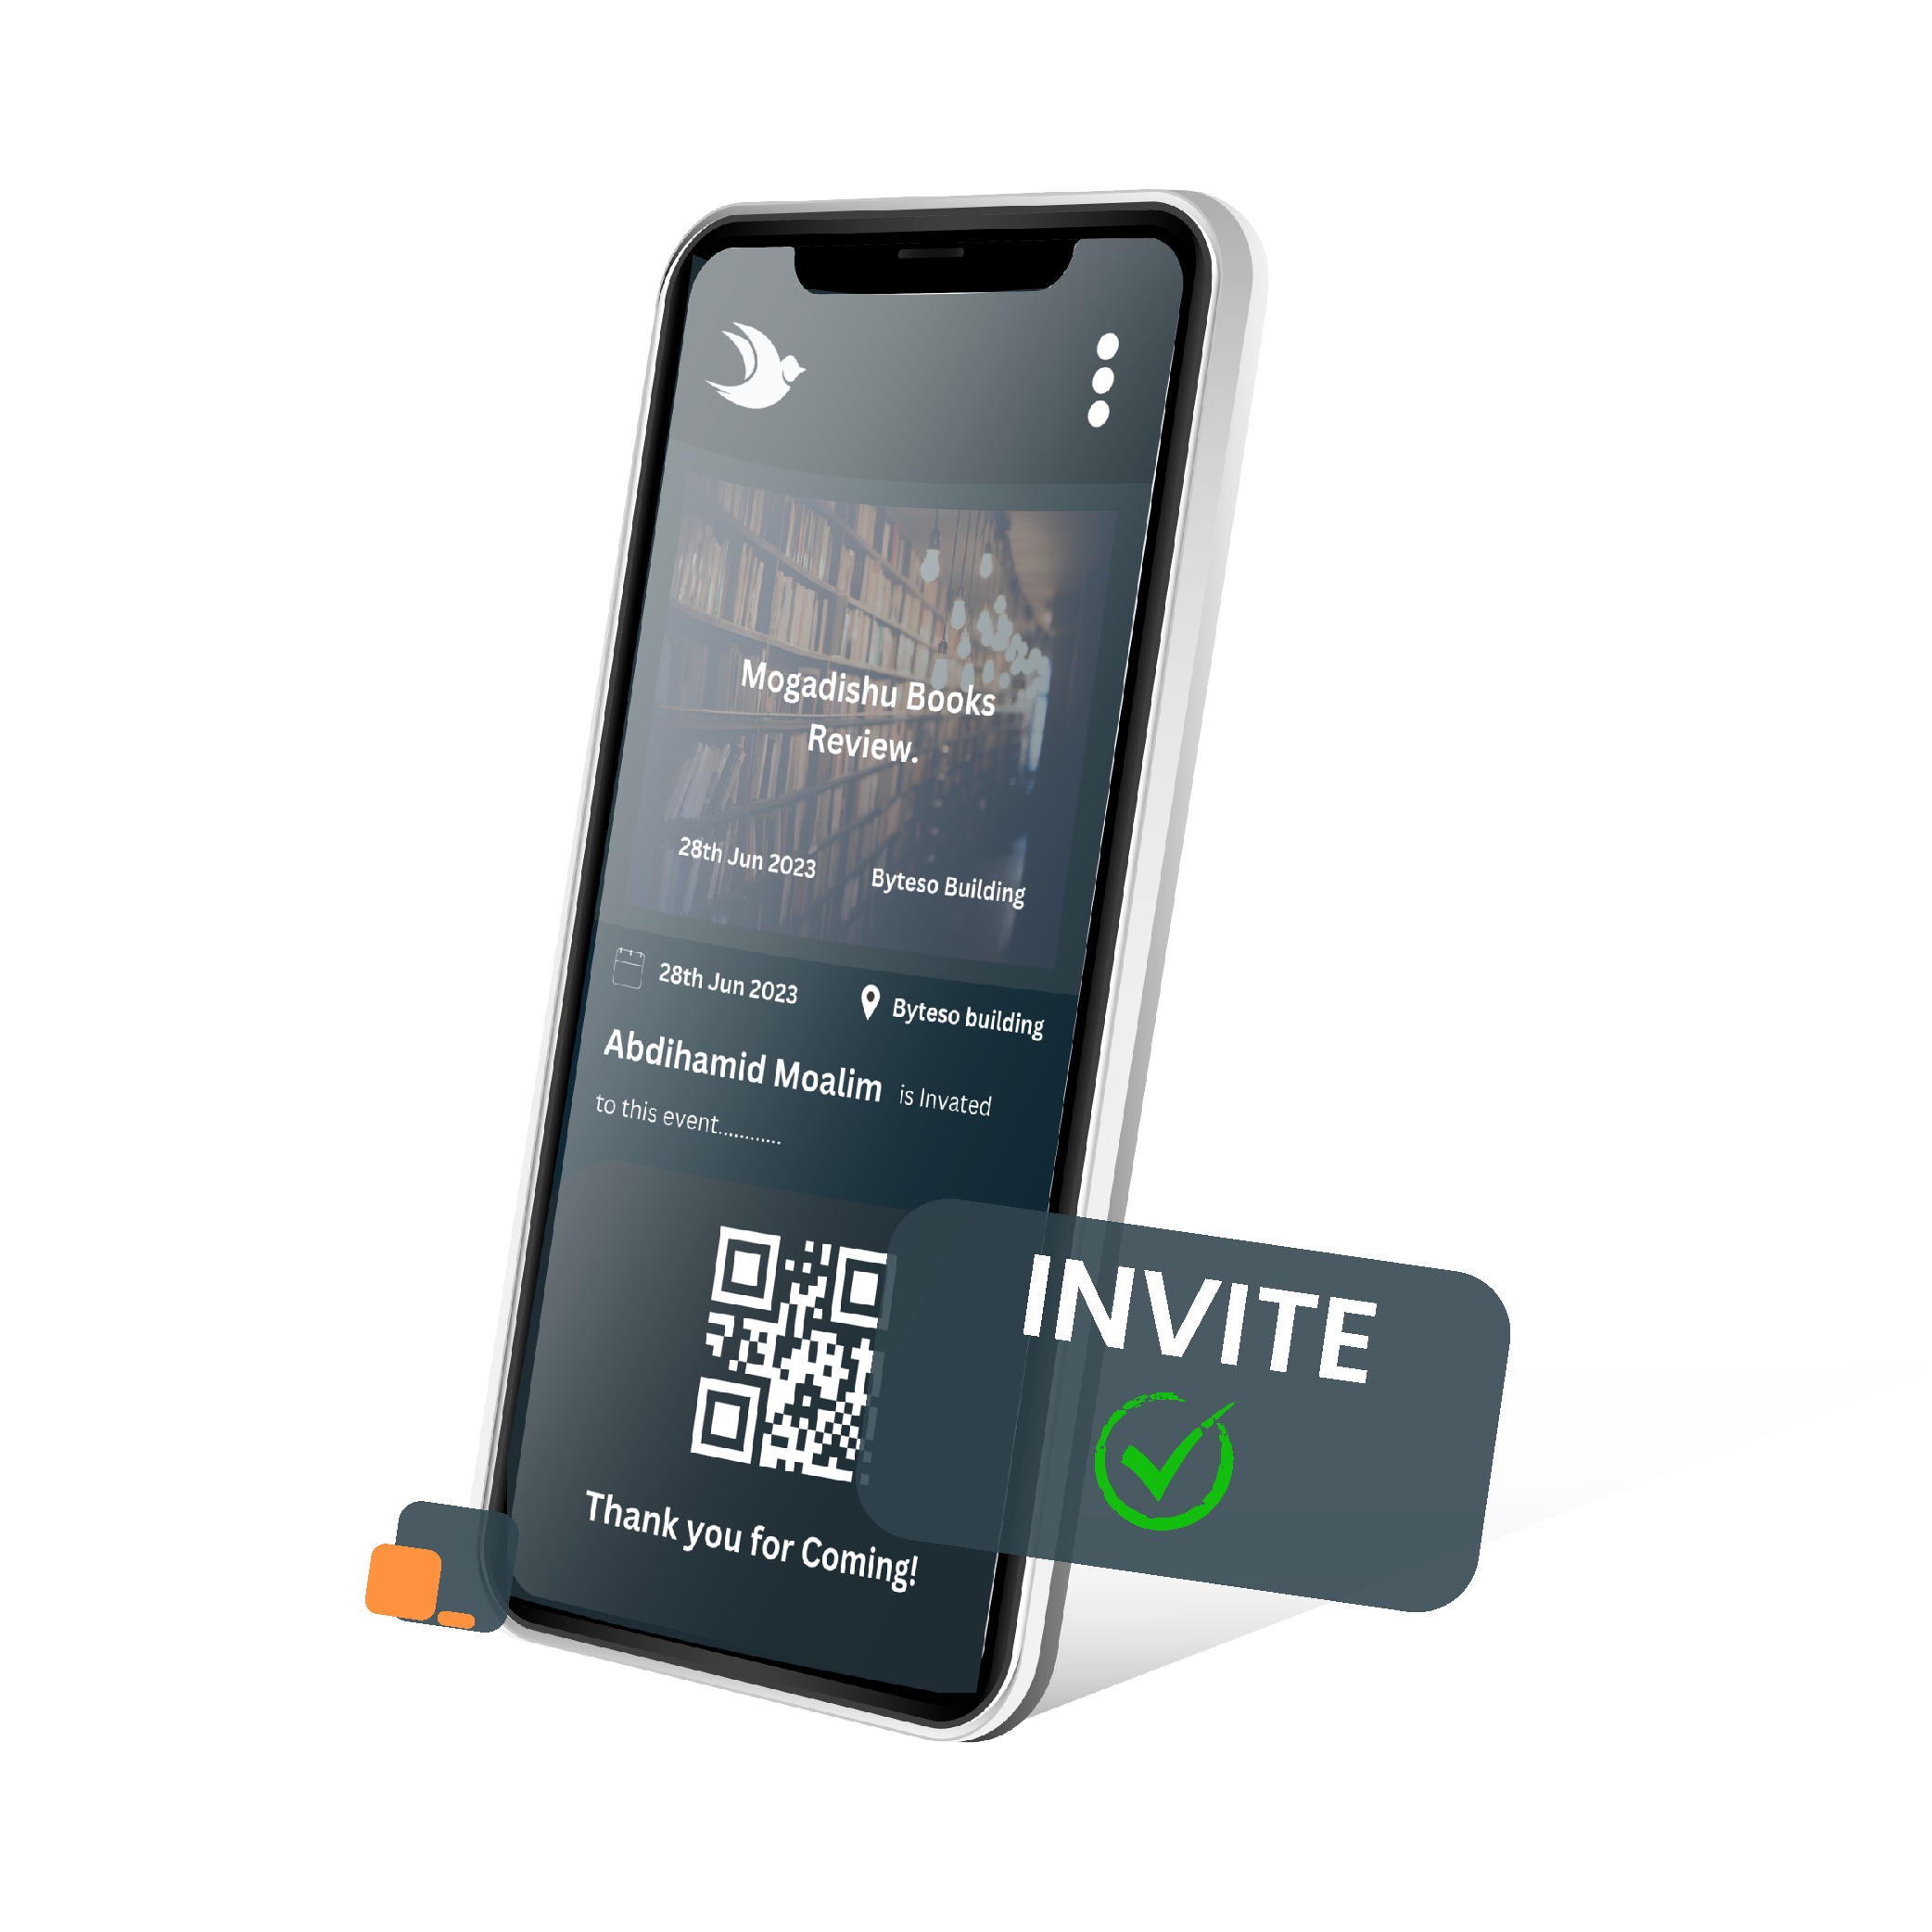 Mogadishu Books
Review.
28th Jun 2023
Byteso Building
28th Jun 2023
Byteso building
Abdihamid Moalim is Invated
to this event............
INVITE
Thank you for Coming!